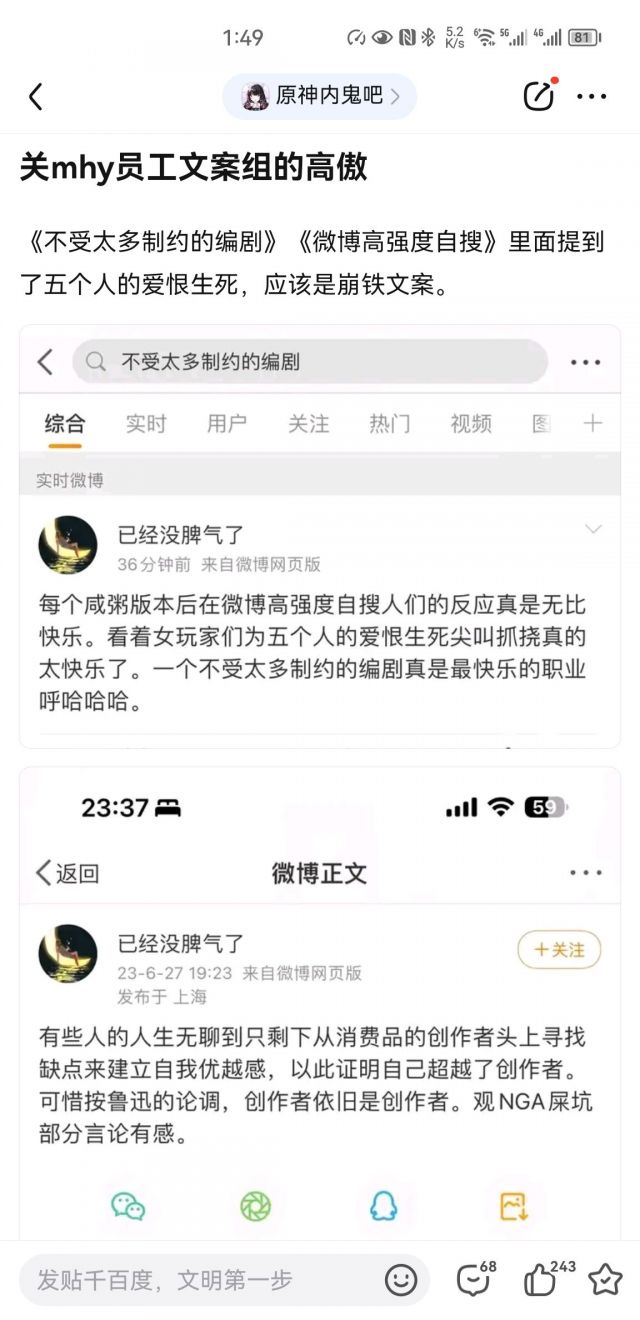 1:49
5.2 K/s
6
5G
4G
81
原神内鬼吧
关mhy员工文案组的高傲
《不受太多制约的编剧》《微博高强度自搜》里面提到
了五个人的爱恨生死，应该是崩铁文案。
不受太多制约的编剧
综合 实时 用户 关注 热门 视频 图
实时微博
已经没脾气了
36分钟前 来自微博网页版
每个咸粥版本后在微博高强度自搜人们的反应真是无比
快乐。看着女玩家们为五个人的爱恨生死尖叫抓挠真的
太快乐了。一个不受太多制约的编剧真是最快乐的职业
呼哈哈哈。
23:37
59
返回
微博正文
已经没脾气了
＋关注
23-6-27 19:23 来自微博网页版
发布于 上海
有些人的人生无聊到只剩下从消费品的创作者头上寻找
缺点来建立自我优越感，以此证明自己超越了创作者。
可惜按鲁迅的论调，创作者依旧是创作者。观NGA屎坑
部分言论有感。
发贴千百度，文明第一步
68
243